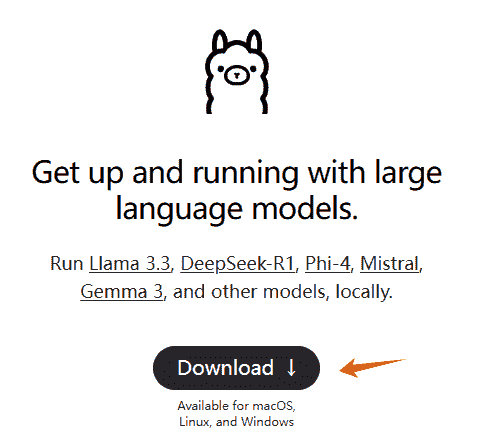 Get up and running with large
language models.
Run Llama 3.3, DeepSeek-R1, Phi-4, Mistral,
Gemma 3, and other models, locally.
Download ↓
Available for macOS,
Linux, and Windows